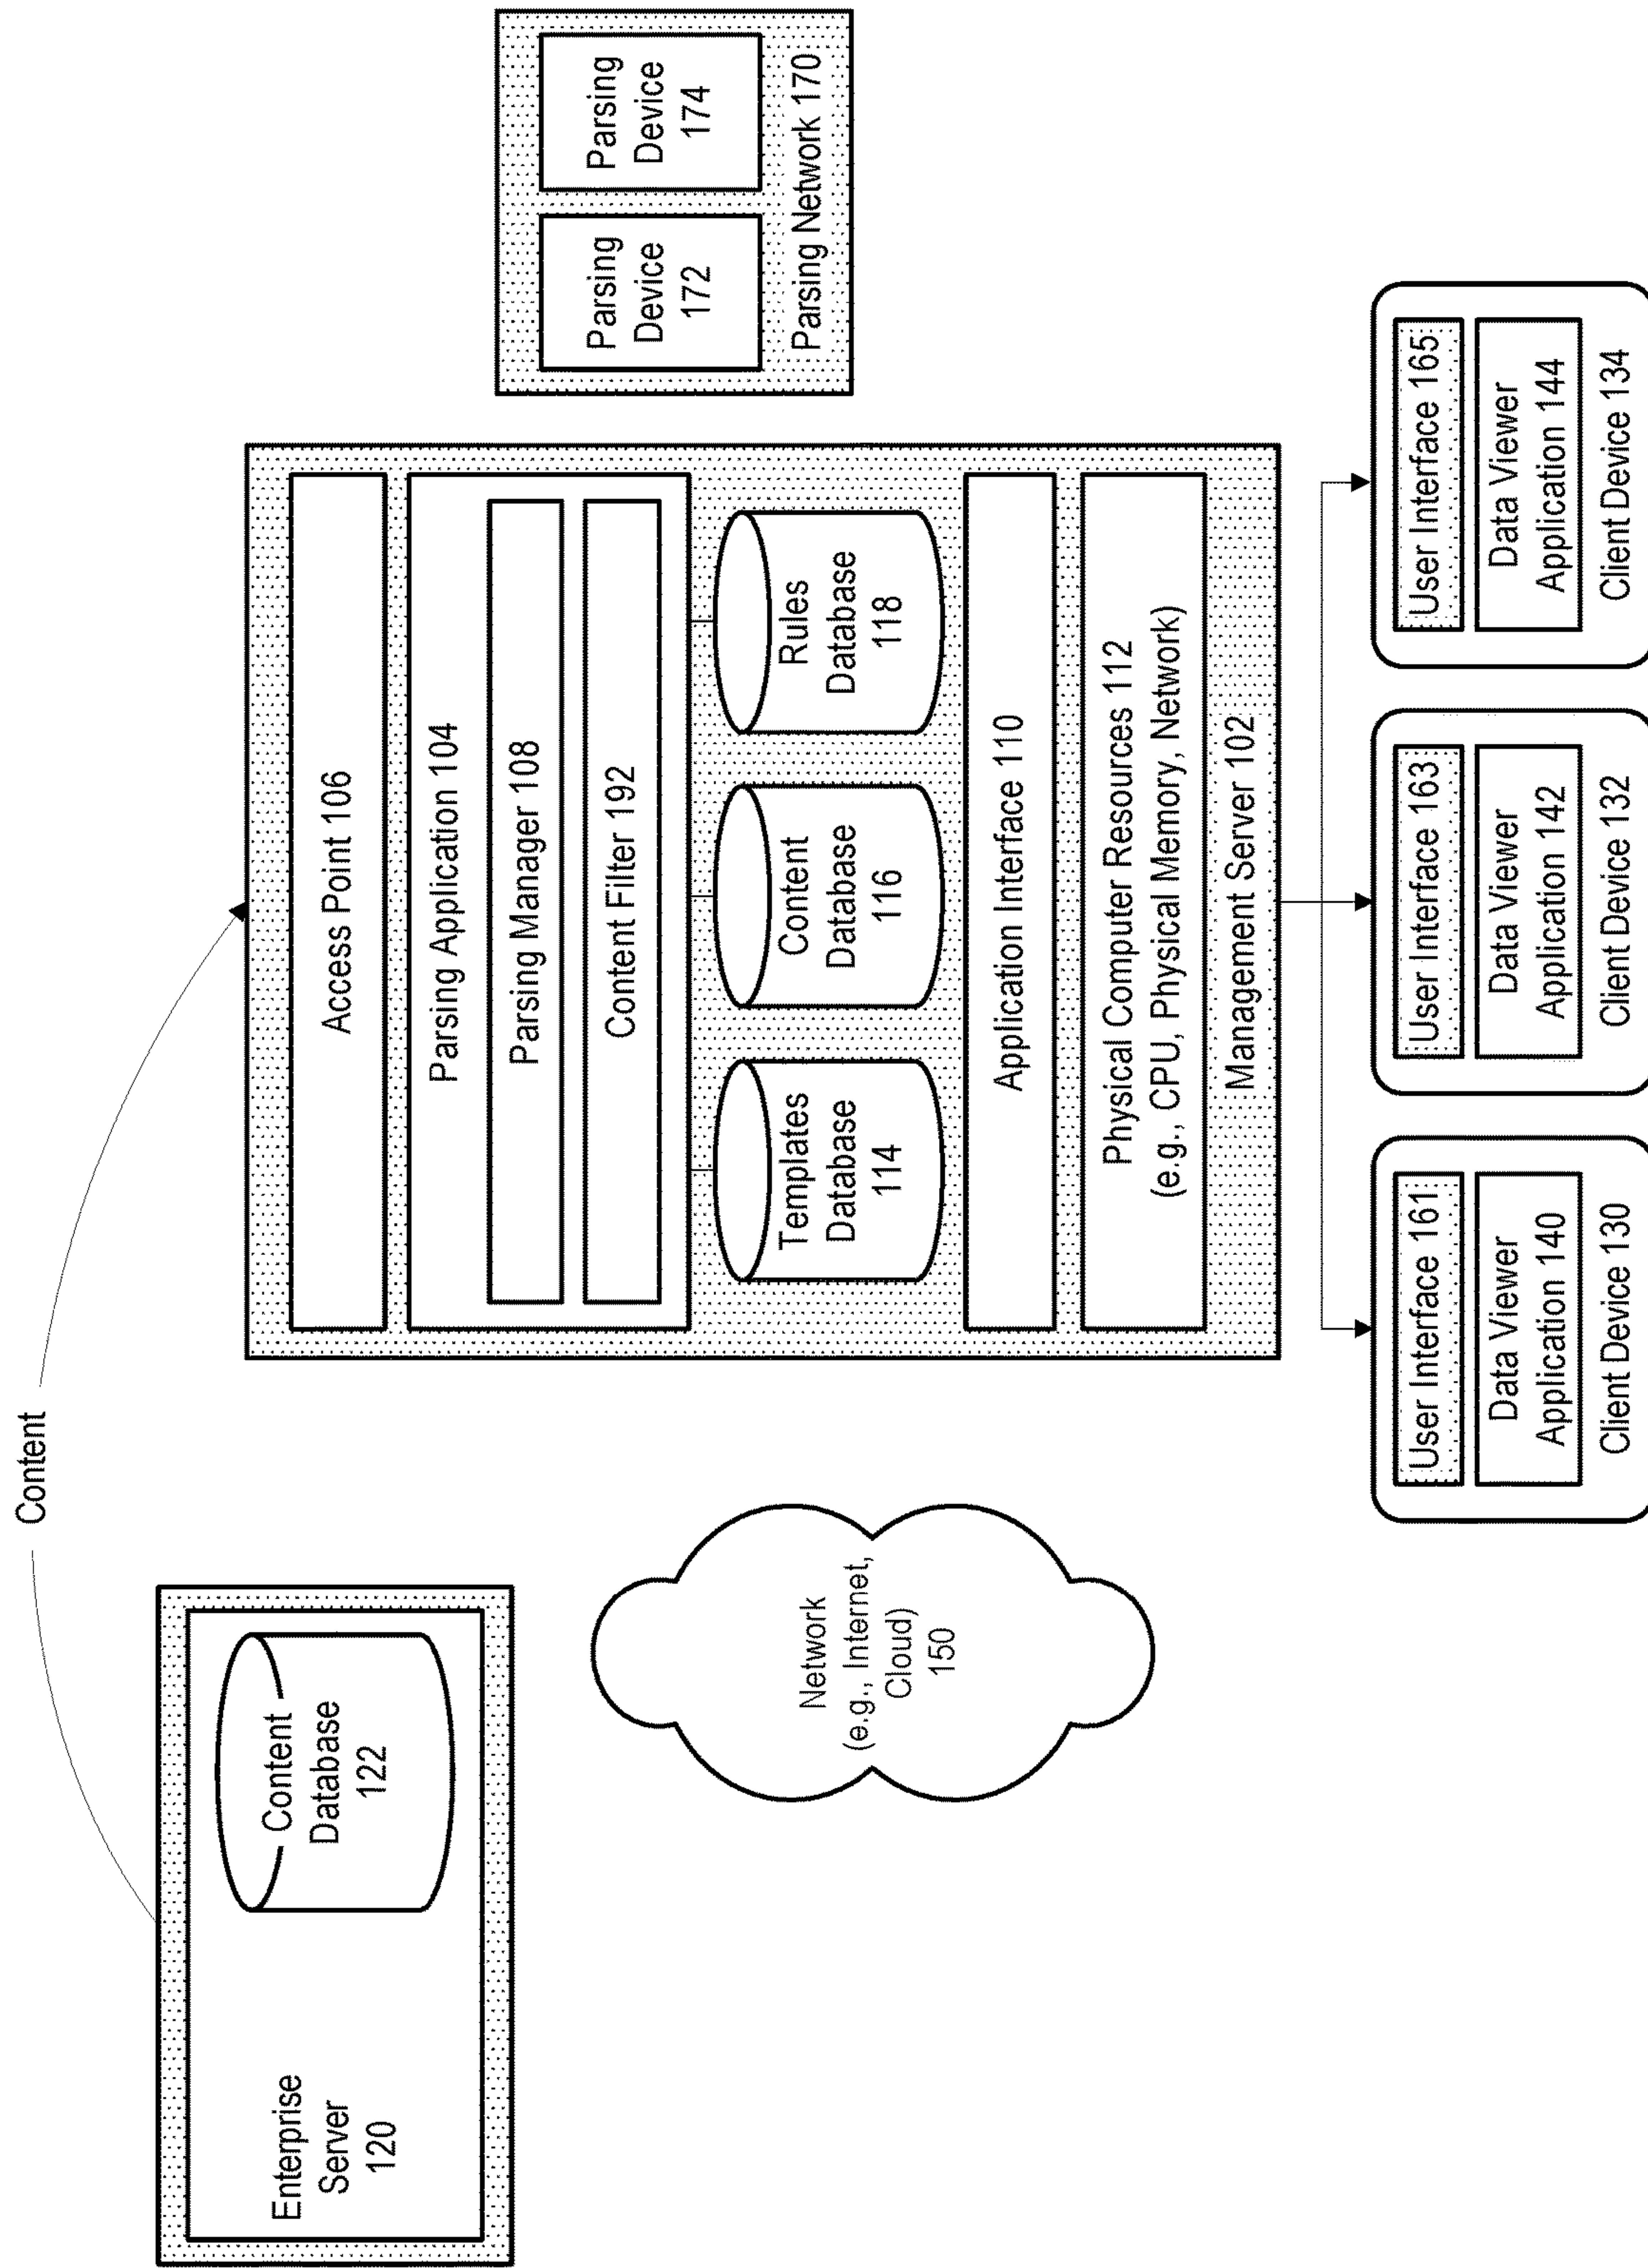 Content
Enterprise
Server
120
Content
Database
122
Network
(e.g., Internet,
Cloud)
150
Access Point 106
Parsing Application 104
Parsing Manager 108
Content Filter 192
Templates
Database
114
Content
Database
116
Rules
Database
118
Application Interface 110
Physical Computer Resources 112
(e.g., CPU, Physical Memory, Network)
Management Server 102
Parsing
Device
172
Parsing
Device
174
Parsing Network 170
User Interface 161
Data Viewer
Application 140
Client Device 130
User Interface 163
Data Viewer
Application 142
Client Device 132
User Interface 165
Data Viewer
Application 144
Client Device 134